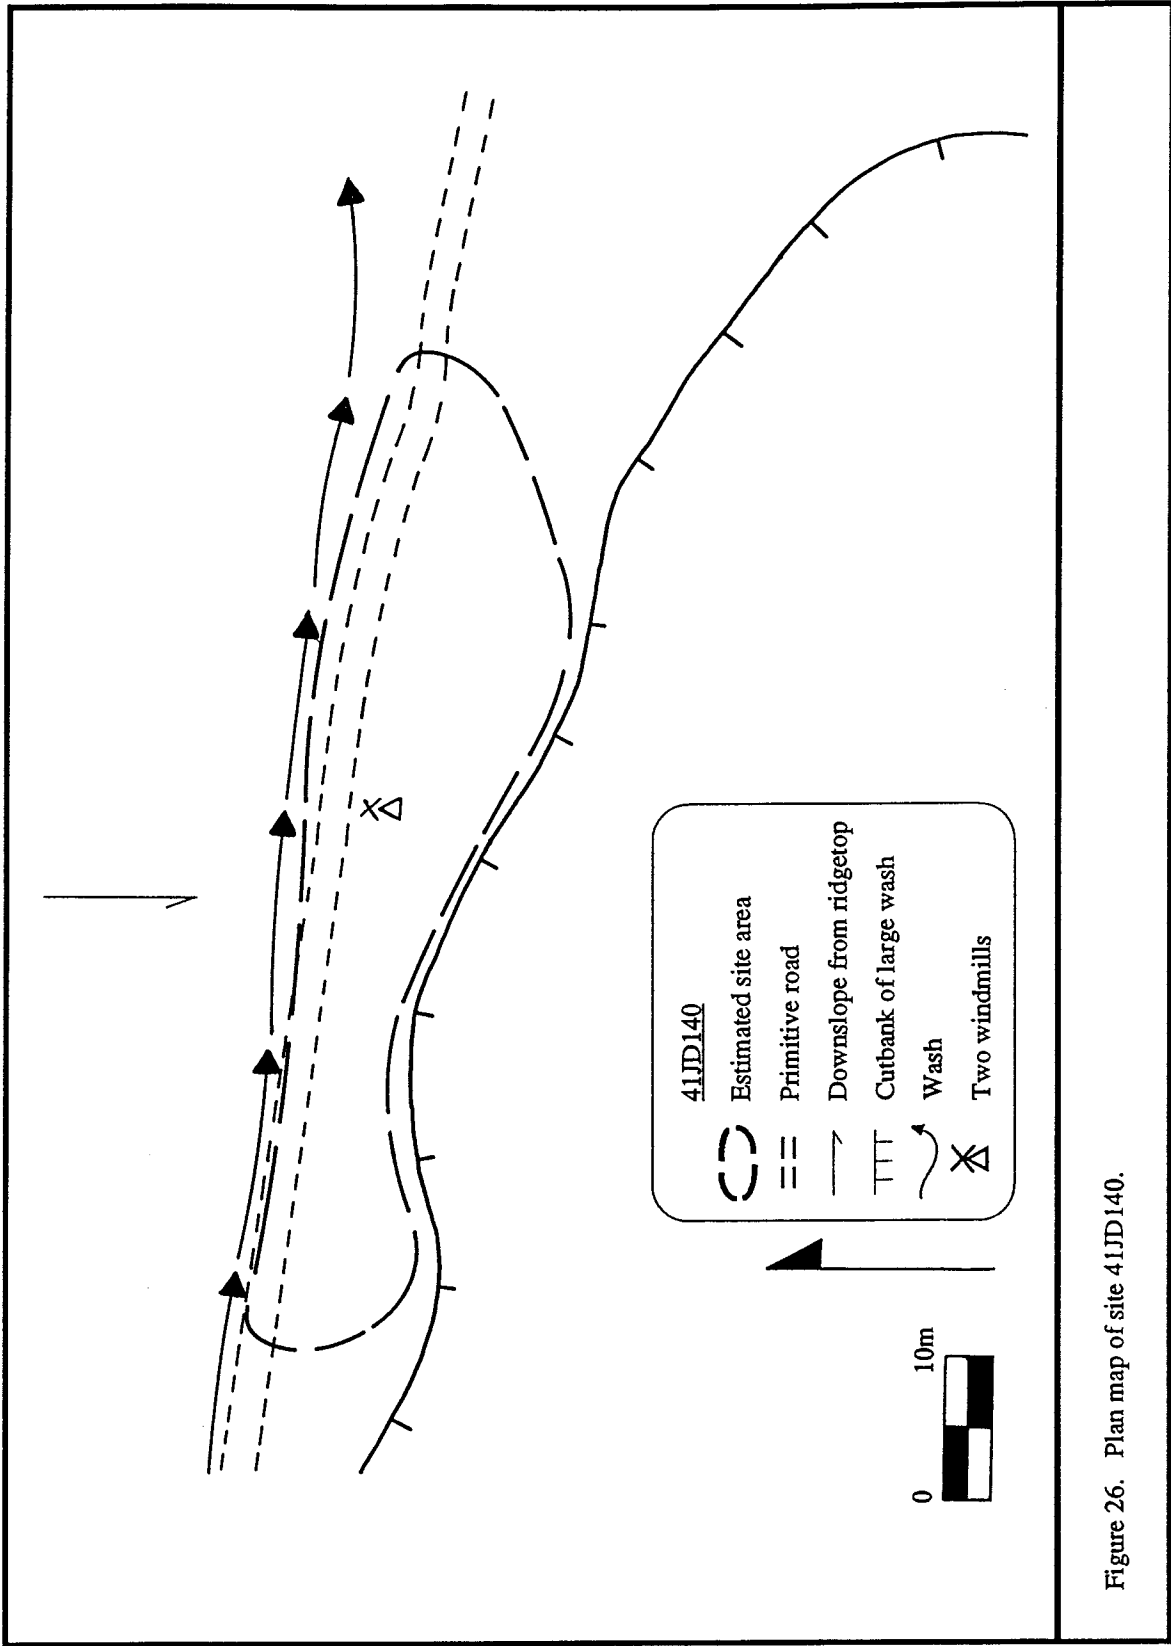 41JD140
Estimated site area
Primitive road
Downslope from ridgetop
Cutbank of large wash
Wash
Two windmills
0 10m
Figure 26. Plan map of site 41JD140.